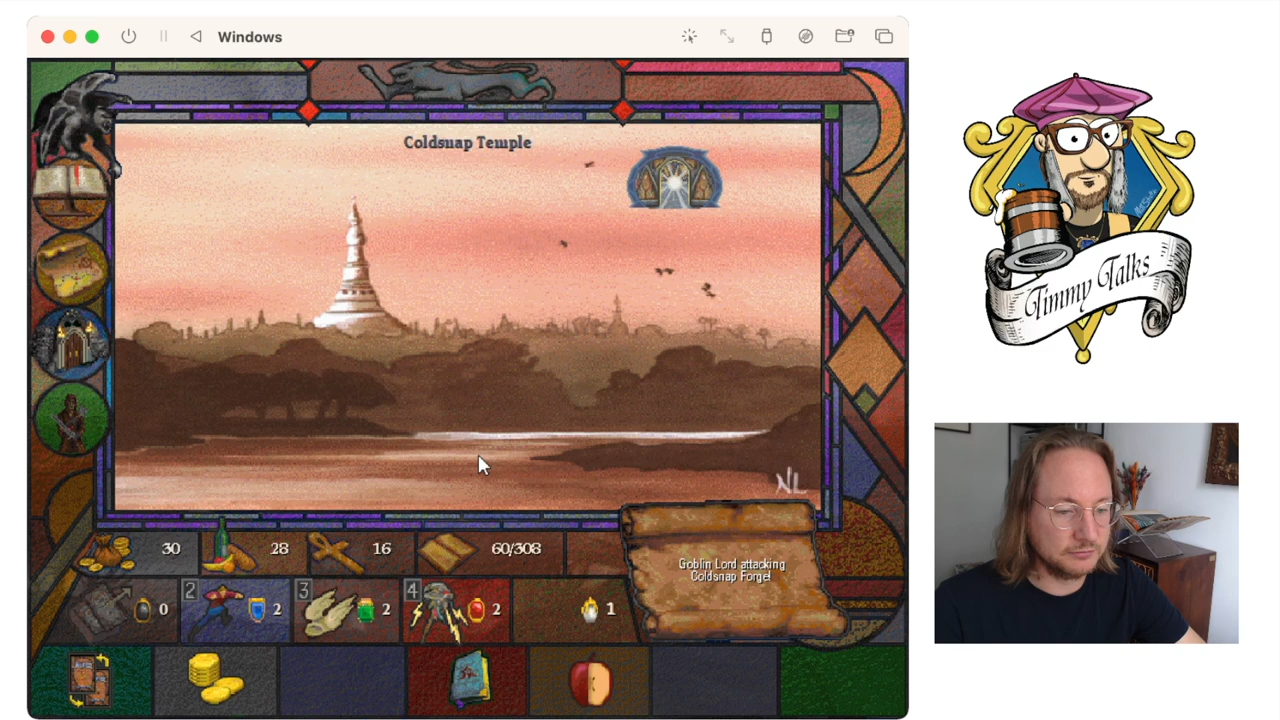 Windows
Coldsnap Temple
NL
30
28
16
60/308
Goblin Lord attacking
Coldsnap Forge!
0
2
2
3
2
4
2
1
Timmy Talks